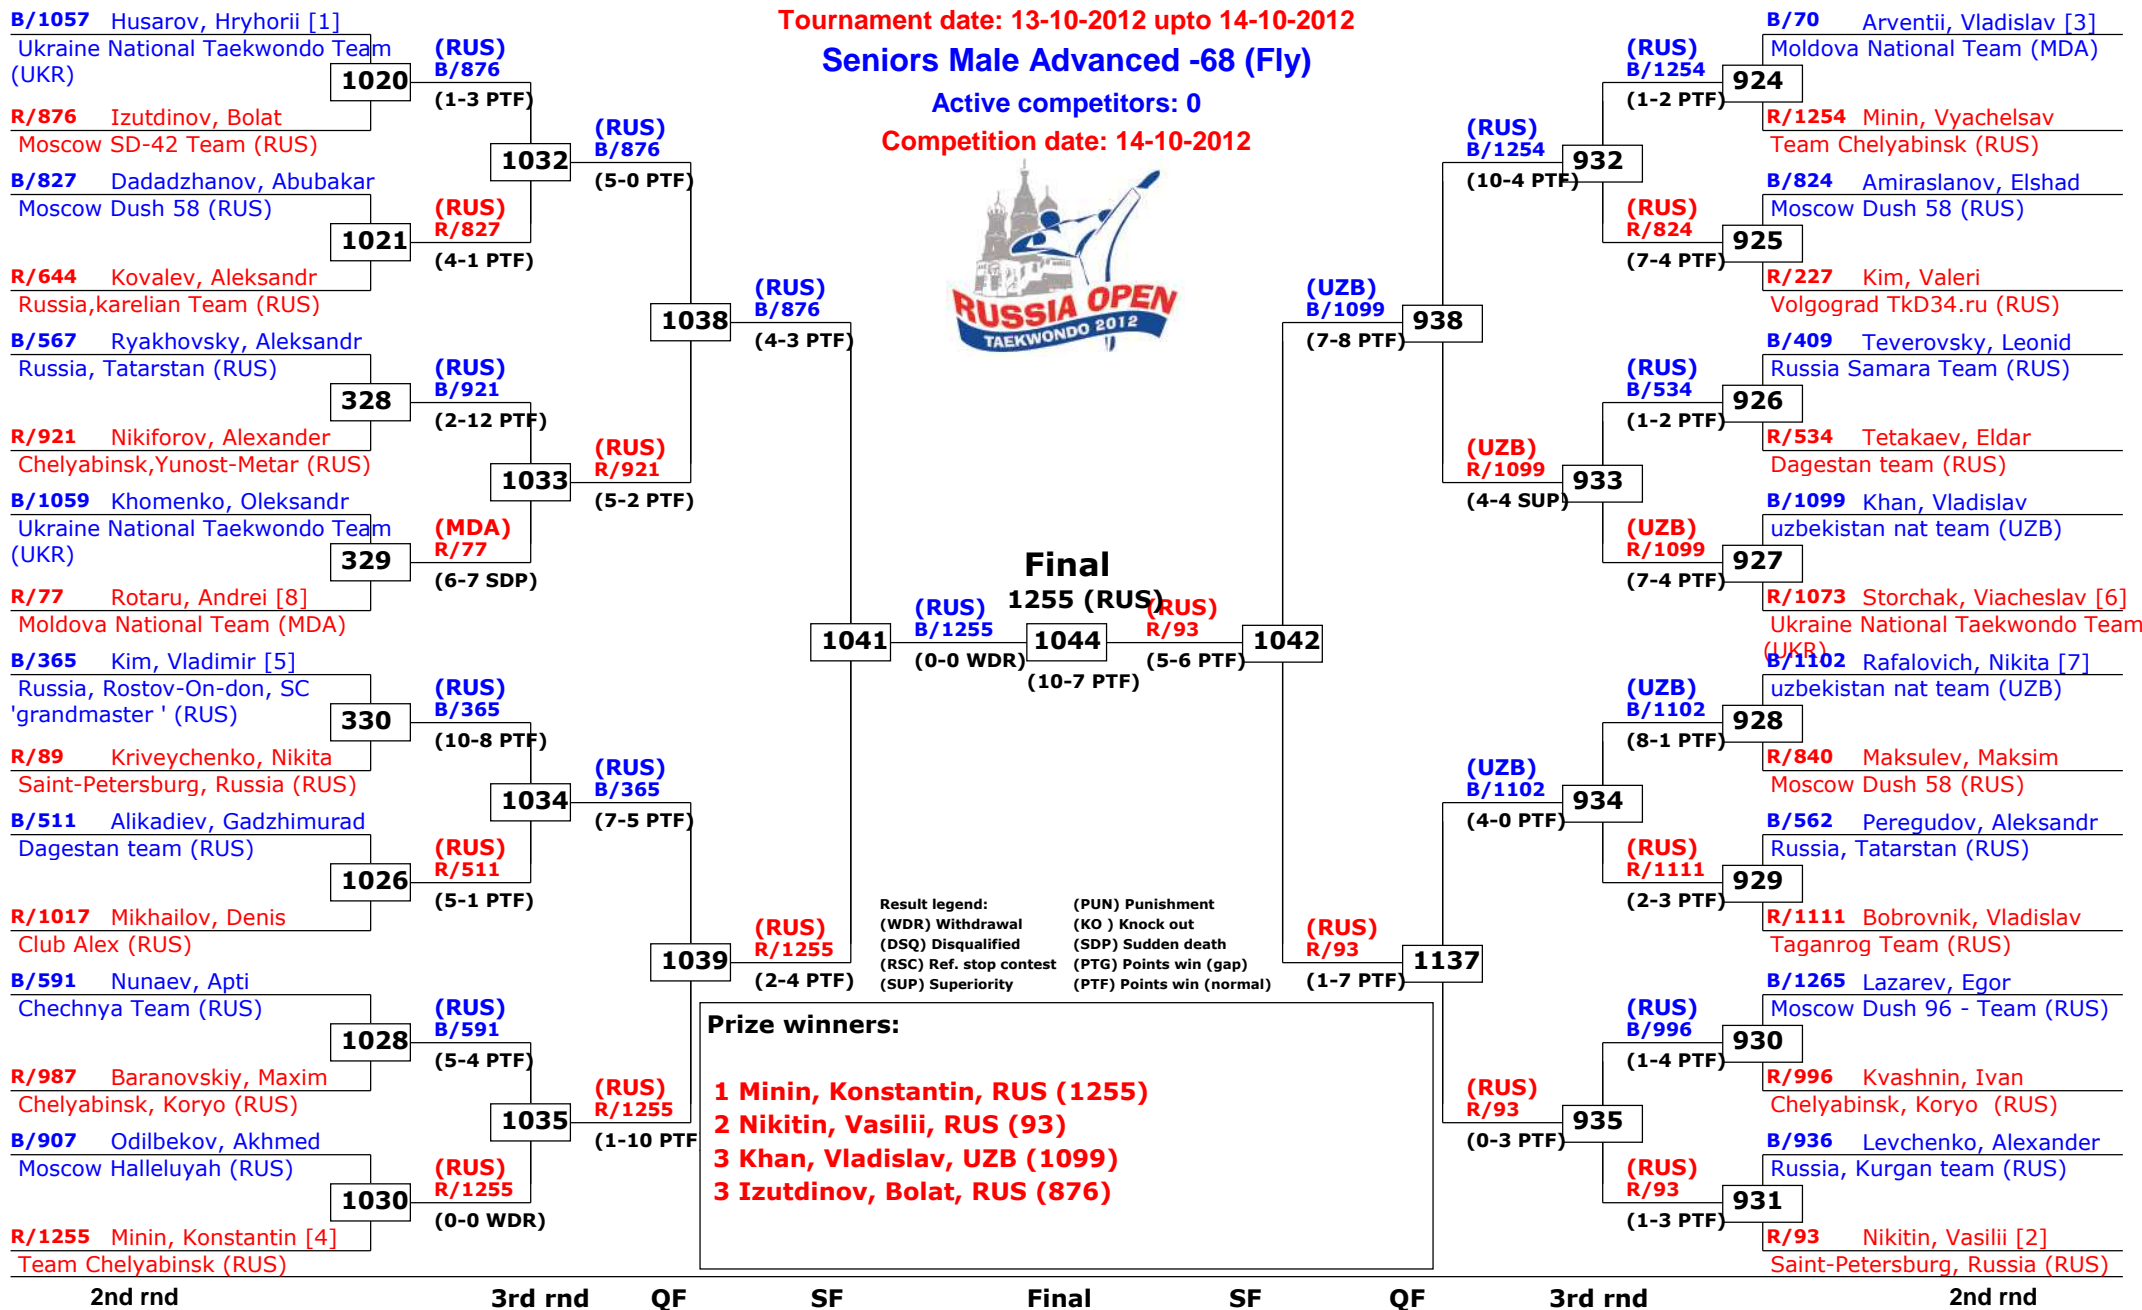 Tournament date: 13-10-2012 upto 14-10-2012
Seniors Male Advanced -68 (Fly)
Active competitors: 0
Competition date: 14-10-2012
RUSSIA OPEN
TAEKWONDO 2012
B/1057 Husarov, Hryhorii [1]
Ukraine National Taekwondo Team
(UKR)
1020
R/876 Izutdinov, Bolat
Moscow SD-42 Team (RUS)
B/827 Dadadzhanov, Abubakar
Moscow Dush 58 (RUS)
1021
R/644 Kovalev, Aleksandr
Russia,karelian Team (RUS)
B/567 Ryakhovsky, Aleksandr
Russia, Tatarstan (RUS)
328
R/921 Nikiforov, Alexander
Chelyabinsk,Yunost-Metar (RUS)
B/1059 Khomenko, Oleksandr
Ukraine National Taekwondo Team
(UKR)
329
R/77 Rotaru, Andrei [8]
Moldova National Team (MDA)
B/365 Kim, Vladimir [5]
Russia, Rostov-On-don, SC
'grandmaster ' (RUS)
330
R/89 Kriveychenko, Nikita
Saint-Petersburg, Russia (RUS)
B/511 Alikadiev, Gadzhimurad
Dagestan team (RUS)
1026
R/1017 Mikhailov, Denis
Club Alex (RUS)
B/591 Nunaev, Apti
Chechnya Team (RUS)
1028
R/987 Baranovskiy, Maxim
Chelyabinsk, Koryo (RUS)
B/907 Odilbekov, Akhmed
Moscow Halleluyah (RUS)
1030
R/1255 Minin, Konstantin [4]
Team Chelyabinsk (RUS)
(RUS)
B/876
(1-3 PTF)
1032
(RUS)
R/827
(4-1 PTF)
(RUS)
B/921
(2-12 PTF)
1033
(MDA)
R/77
(6-7 SDP)
(RUS)
B/365
(10-8 PTF)
1034
(RUS)
R/511
(5-1 PTF)
(RUS)
B/591
(5-4 PTF)
1035
(RUS)
R/1255
(0-0 WDR)
(RUS)
B/876
(5-0 PTF)
1038
(RUS)
R/921
(5-2 PTF)
(RUS)
B/365
(7-5 PTF)
1039
(RUS)
R/1255
(1-10 PTF
(RUS)
B/876
(4-3 PTF)
1041
(RUS)
R/1255
(2-4 PTF)
(RUS)
B/1255
(0-0 WDR)
Final
1255 (RUS)
1044
(10-7 PTF)
(RUS)
R/93
(5-6 PTF)
1042
(UZB)
B/1099
(7-8 PTF)
938
(RUS)
R/93
(1-7 PTF)
1137
(RUS)
B/1254
(10-4 PTF)
932
(UZB)
R/1099
(4-4 SUP)
933
(UZB)
B/1102
(4-0 PTF)
934
(RUS)
R/93
(0-3 PTF)
935
(RUS)
B/1254
(1-2 PTF)
924
(RUS)
R/824
(7-4 PTF)
925
(RUS)
B/534
(1-2 PTF)
926
(UZB)
R/1099
(7-4 PTF)
927
(UZB)
B/1102
(8-1 PTF)
928
(RUS)
R/1111
(2-3 PTF)
929
(RUS)
B/996
(1-4 PTF)
930
(RUS)
R/93
(1-3 PTF)
931
B/70 Arventii, Vladislav [3]
Moldova National Team (MDA)
R/1254 Minin, Vyachelsav
Team Chelyabinsk (RUS)
B/824 Amiraslanov, Elshad
Moscow Dush 58 (RUS)
R/227 Kim, Valeri
Volgograd TkD34.ru (RUS)
B/409 Teverovsky, Leonid
Russia Samara Team (RUS)
R/534 Tetakaev, Eldar
Dagestan team (RUS)
B/1099 Khan, Vladislav
uzbekistan nat team (UZB)
R/1073 Storchak, Viacheslav [6]
Ukraine National Taekwondo Team
(UKR)
B/1102 Rafalovich, Nikita [7]
uzbekistan nat team (UZB)
R/840 Maksulev, Maksim
Moscow Dush 58 (RUS)
B/562 Peregudov, Aleksandr
Russia, Tatarstan (RUS)
R/1111 Bobrovnik, Vladislav
Taganrog Team (RUS)
B/1265 Lazarev, Egor
Moscow Dush 96 - Team (RUS)
R/996 Kvashnin, Ivan
Chelyabinsk, Koryo (RUS)
B/936 Levchenko, Alexander
Russia, Kurgan team (RUS)
R/93 Nikitin, Vasilii [2]
Saint-Petersburg, Russia (RUS)
Result legend:
(WDR) Withdrawal
(DSQ) Disqualified
(RSC) Ref. stop contest
(SUP) Superiority
(PUN) Punishment
(KO ) Knock out
(SDP) Sudden death
(PTG) Points win (gap)
(PTF) Points win (normal)
Prize winners:
1 Minin, Konstantin, RUS (1255)
2 Nikitin, Vasilii, RUS (93)
3 Khan, Vladislav, UZB (1099)
3 Izutdinov, Bolat, RUS (876)
2nd rnd 3rd rnd QF SF Final SF QF 3rd rnd 2nd rnd